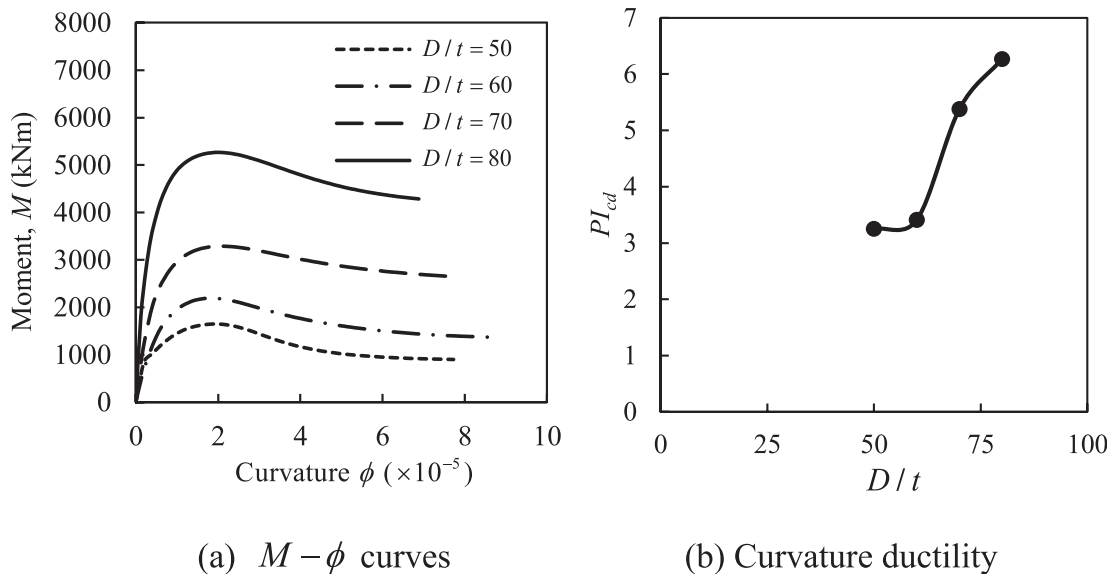 8000
7000
6000
5000
4000
3000
2000
1000
0
Moment, M (kNm)
D / t = 50
D / t = 60
D / t = 70
D / t = 80
0 2 4 6 8 10
Curvature ϕ (×10⁻⁵)
(a) M − ϕ curves
7
6
5
4
3
2
1
0
PI_cd
0 25 50 75 100
D / t
(b) Curvature ductility